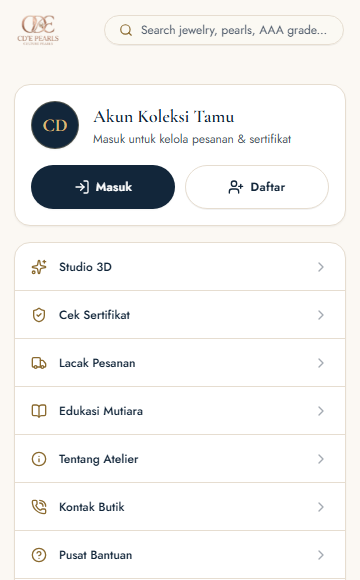 CD'E PEARLS
Search jewelry, pearls, AAA grade...
CD
Akun Koleksi Tamu
Masuk untuk kelola pesanan & sertifikat
Masuk
Daftar
Studio 3D
Cek Sertifikat
Lacak Pesanan
Edukasi Mutiara
Tentang Atelier
Kontak Butik
Pusat Bantuan